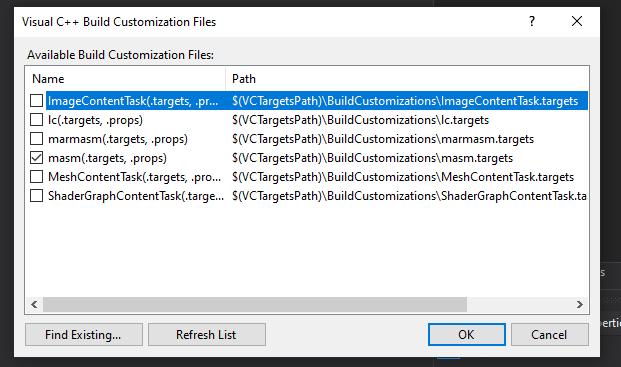 Visual C++ Build Customization Files ? ×
Available Build Customization Files:
Name Path
ImageContentTask(.targets, .pr... $(VCTargetsPath)\BuildCustomizations\ImageContentTask.targets
lc(.targets, .props) $(VCTargetsPath)\BuildCustomizations\lc.targets
marmasm(.targets, .props) $(VCTargetsPath)\BuildCustomizations\marmasm.targets
masm(.targets, .props) $(VCTargetsPath)\BuildCustomizations\masm.targets
MeshContentTask(.targets, .pro... $(VCTargetsPath)\BuildCustomizations\MeshContentTask.targets
ShaderGraphContentTask(.targe... $(VCTargetsPath)\BuildCustomizations\ShaderGraphContentTask.ta
Find Existing... Refresh List OK Cancel